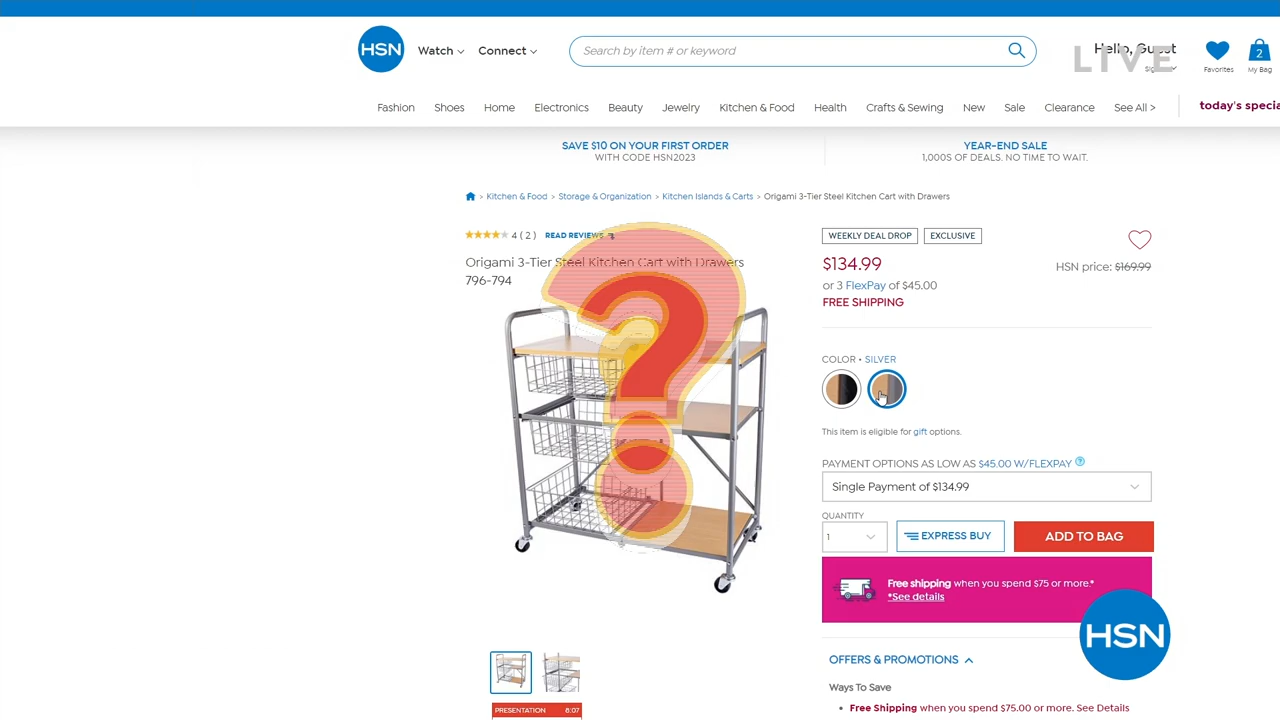 HSN
Watch
Connect
Search by item # or keyword
Hello, Guest
LIVE
Favorites
2
My Bag
Fashion
Shoes
Home
Electronics
Beauty
Jewelry
Kitchen & Food
Health
Crafts & Sewing
New
Sale
Clearance
See All >
today's specia
SAVE $10 ON YOUR FIRST ORDER
WITH CODE HSN2023
YEAR-END SALE
1,000S OF DEALS. NO TIME TO WAIT.
> Kitchen & Food > Storage & Organization > Kitchen Islands & Carts > Origami 3-Tier Steel Kitchen Cart with Drawers
4 ( 2 ) READ REVIEWS
Origami 3-Tier Steel Kitchen Cart with Drawers
796-794
?
WEEKLY DEAL DROP
EXCLUSIVE
$134.99
HSN price: $169.99
or 3 FlexPay of $45.00
FREE SHIPPING
COLOR • SILVER
This item is eligible for gift options.
PAYMENT OPTIONS AS LOW AS $45.00 W/FLEXPAY ?
Single Payment of $134.99
QUANTITY
1
EXPRESS BUY
ADD TO BAG
Free shipping when you spend $75 or more.*
*See details
HSN
OFFERS & PROMOTIONS
Ways To Save
• Free Shipping when you spend $75.00 or more. See Details
PRESENTATION 8:07